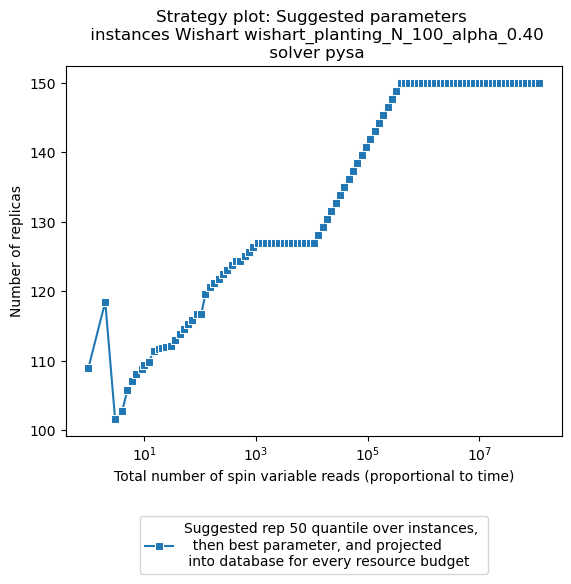 Strategy plot: Suggested parameters
instances Wishart wishart_planting_N_100_alpha_0.40
solver pysa
Number of replicas
150
140
130
120
110
100
10^1
10^3
10^5
10^7
Total number of spin variable reads (proportional to time)
Suggested rep 50 quantile over instances,
then best parameter, and projected
into database for every resource budget